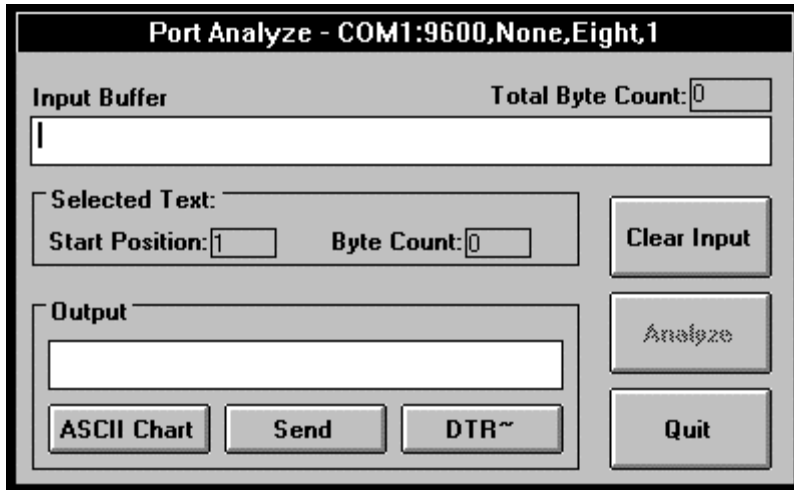 Port Analyze - COM1:9600,None,Eight,1
Input Buffer Total Byte Count: 0
Selected Text:
Start Position: 1 Byte Count: 0
Clear Input
Output
Analyze
ASCII Chart Send DTR~ Quit